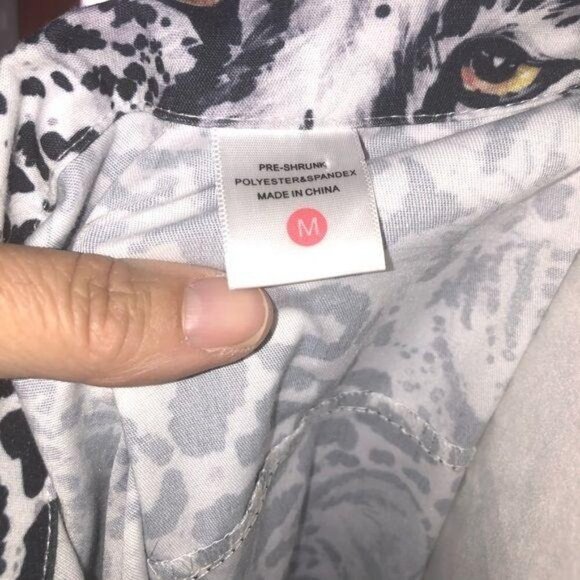 PRE-SHRUNK
POLYESTER&SPANDEX
MADE IN CHINA
M